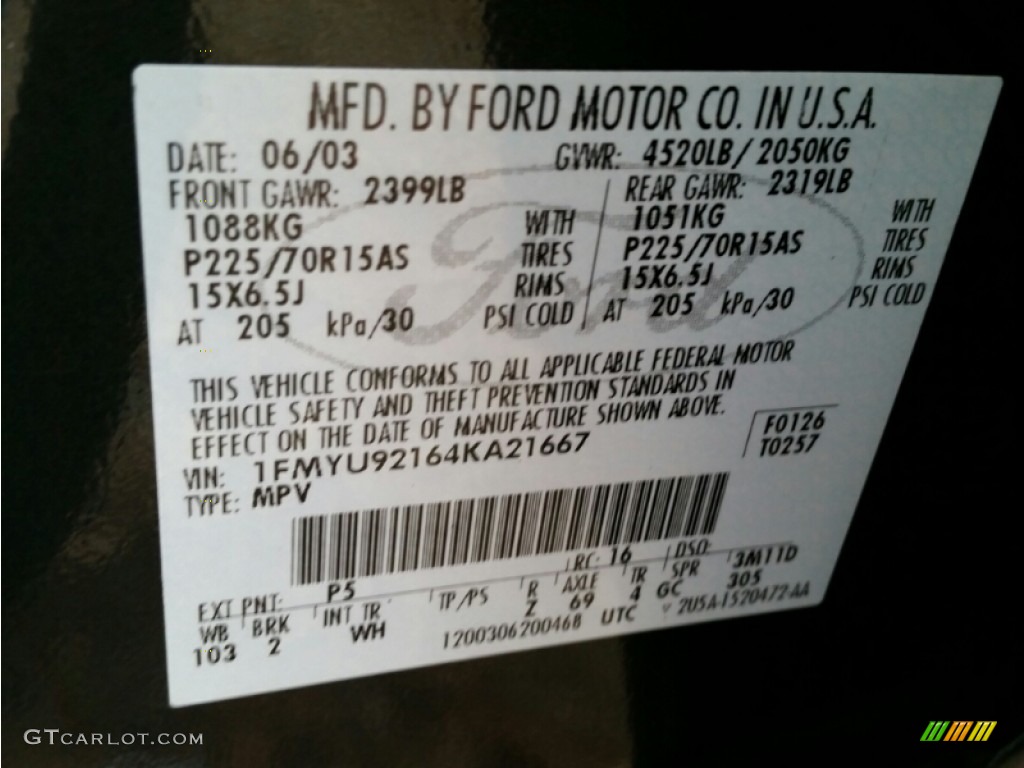 MFD. BY FORD MOTOR CO. IN U.S.A.
DATE: 06/03 GVWR: 4520LB/2050KG
FRONT GAWR: 2399LB REAR GAWR: 2319LB
1088KG WITH 1051KG WITH
P225/70R15AS TIRES P225/70R15AS TIRES
15X6.5J RIMS 15X6.5J RIMS
AT 205 kPa/30 PSI COLD AT 205 kPa/30 PSI COLD
Ford
THIS VEHICLE CONFORMS TO ALL APPLICABLE FEDERAL MOTOR
VEHICLE SAFETY AND THEFT PREVENTION STANDARDS IN
EFFECT ON THE DATE OF MANUFACTURE SHOWN ABOVE.
F0126
VIN: 1FMYU92164KA21667 T0257
TYPE: MPV
RC: 16 DSO: 3M11D
EXT PNT: P5
WB BRK INT TR TP/PS R AXLE TR SPR 305
103 2 WH Z 69 4 GC
1200306200468 UTC 2USA-1520472-AA
GTCARLOT.COM